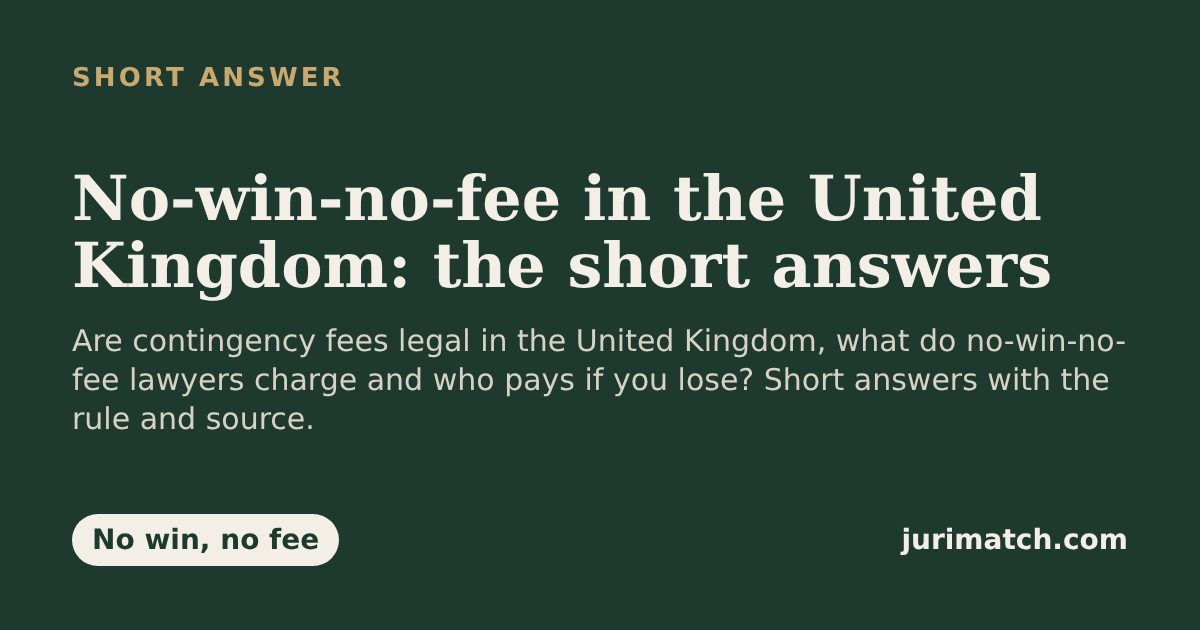 SHORT ANSWER
No-win-no-fee in the United
Kingdom: the short answers
Are contingency fees legal in the United Kingdom, what do no-win-no-
fee lawyers charge and who pays if you lose? Short answers with the
rule and source.
No win, no fee
jurimatch.com